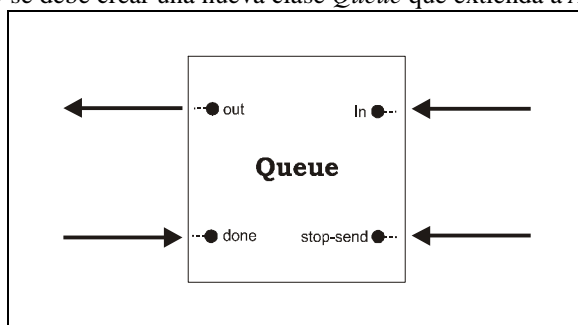 se debe crear una nueva clase Queue que extienda a
out In
Queue
done stop-send